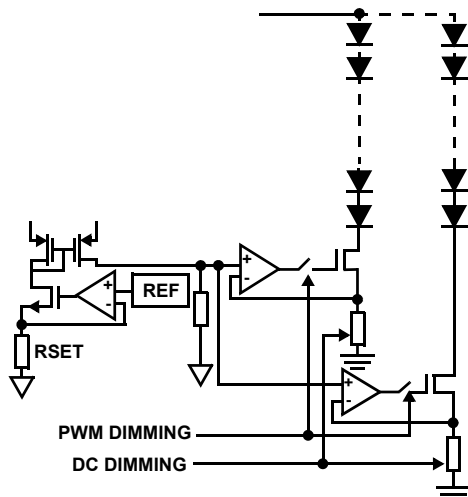 +
-
REF
+
-
RSET
+
-
PWM DIMMING
DC DIMMING